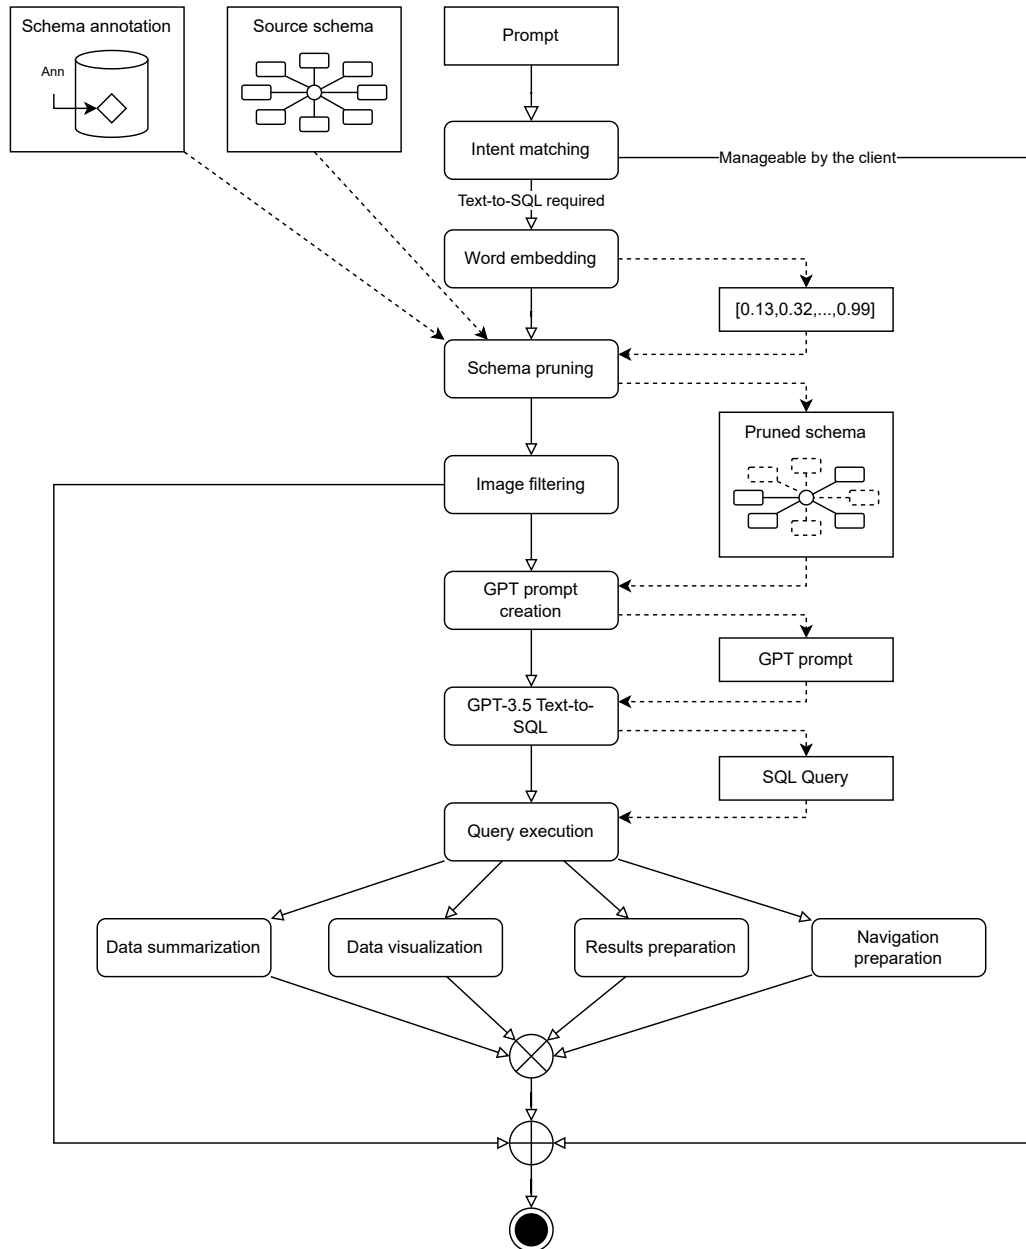 Schema annotation
Ann
Source schema
Prompt
Intent matching
Manageable by the client
Text-to-SQL required
Word embedding
[0.13,0.32,...,0.99]
Schema pruning
Pruned schema
Image filtering
GPT prompt
creation
GPT prompt
GPT-3.5 Text-to-
SQL
SQL Query
Query execution
Data summarization
Data visualization
Results preparation
Navigation
preparation